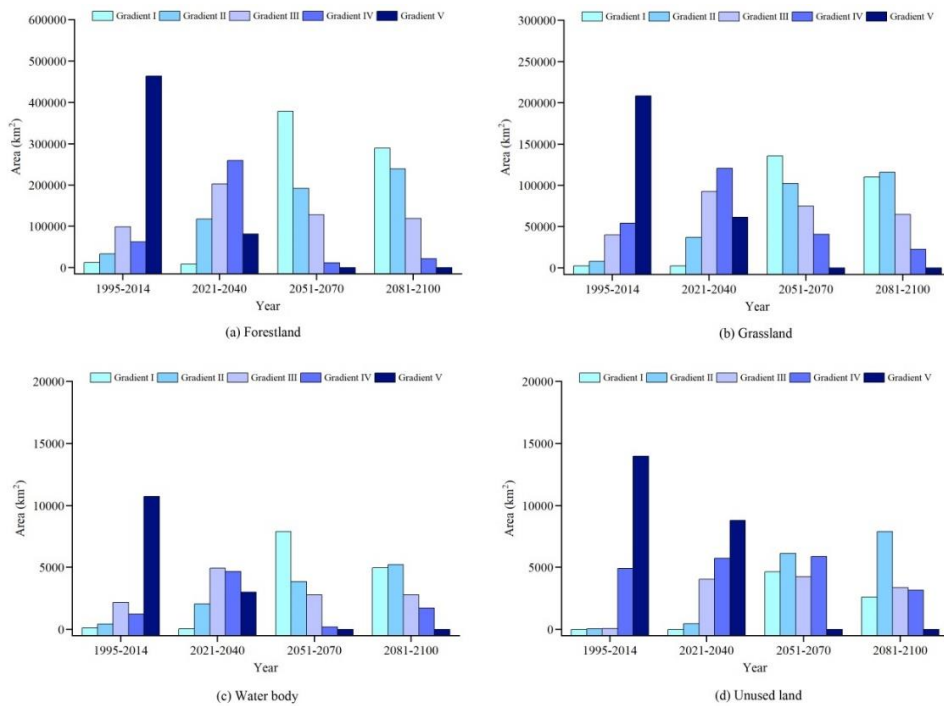 Gradient I Gradient II Gradient III Gradient IV Gradient V
600000
500000
400000
300000
200000
100000
0
Area (km²)
1995-2014 2021-2040 2051-2070 2081-2100
Year
(a) Forestland
Gradient I Gradient II Gradient III Gradient IV Gradient V
300000
250000
200000
150000
100000
50000
0
Area (km²)
1995-2014 2021-2040 2051-2070 2081-2100
Year
(b) Grassland
Gradient I Gradient II Gradient III Gradient IV Gradient V
20000
15000
10000
5000
0
Area (km²)
1995-2014 2021-2040 2051-2070 2081-2100
Year
(c) Water body
Gradient I Gradient II Gradient III Gradient IV Gradient V
20000
15000
10000
5000
0
Area (km²)
1995-2014 2021-2040 2051-2070 2081-2100
Year
(d) Unused land